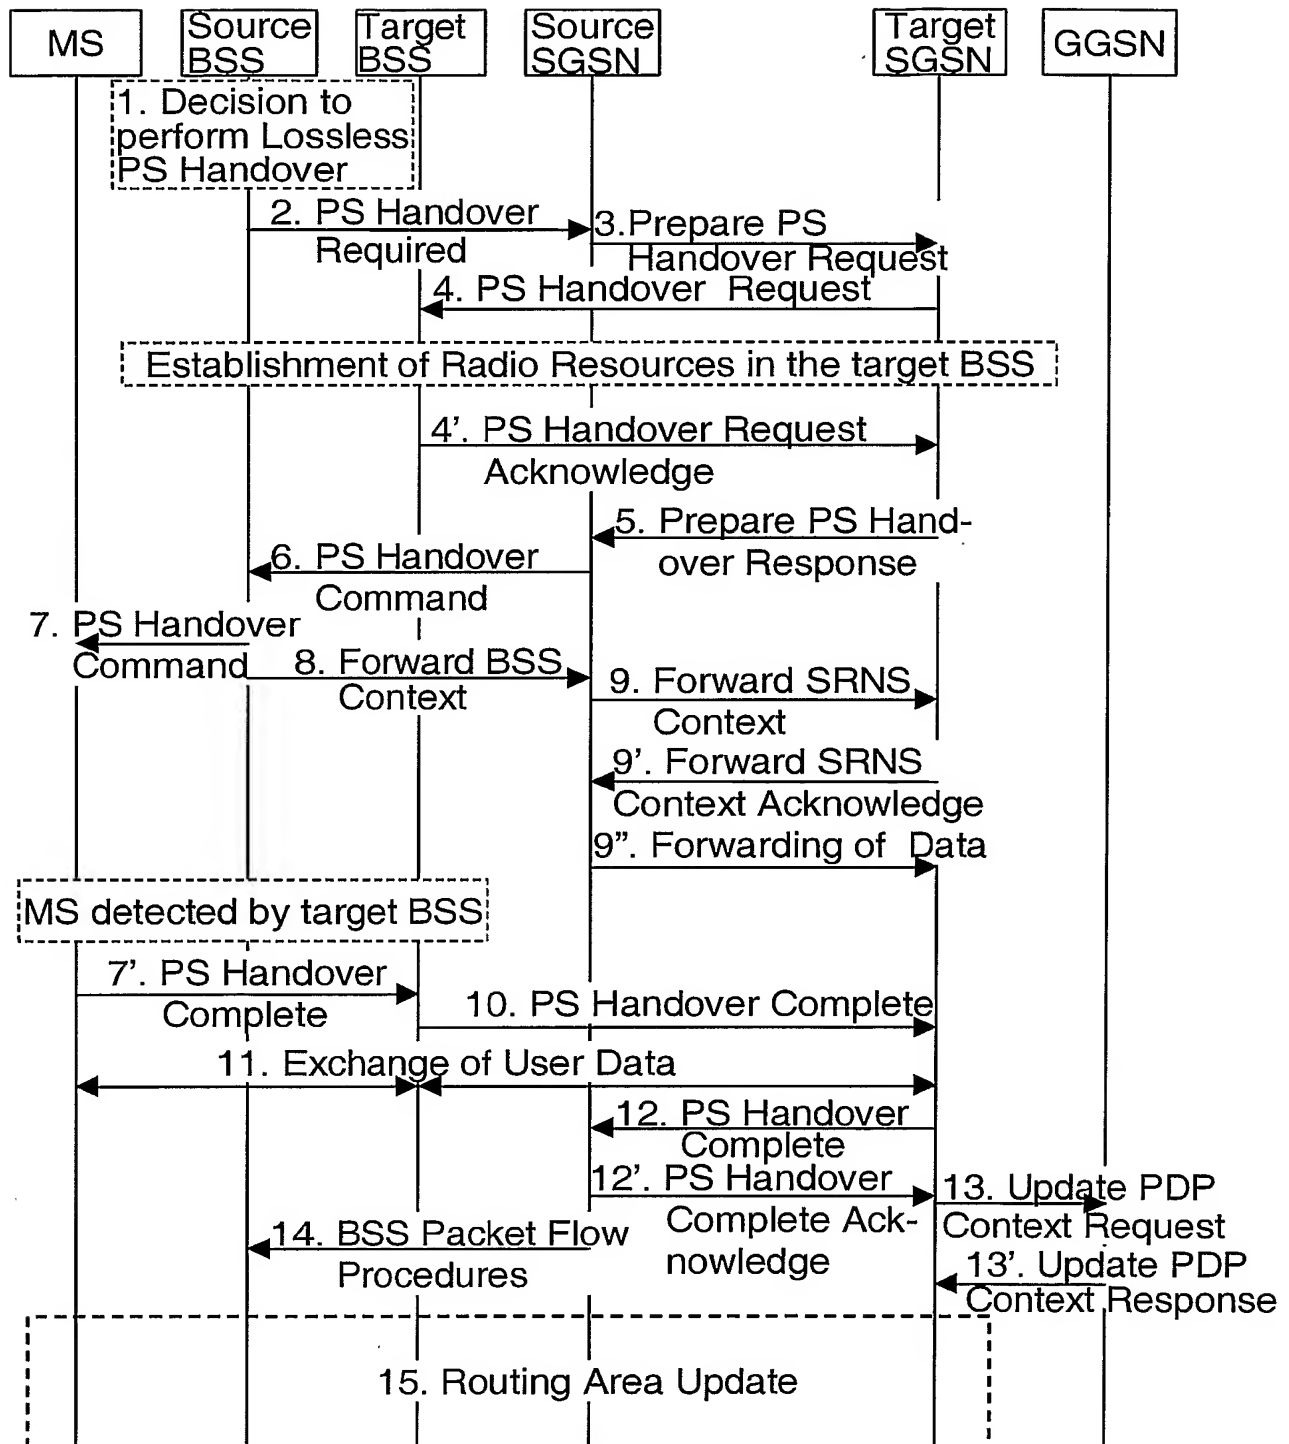 MS
Source
BSS
Target
BSS
Source
SGSN
Target
SGSN
GGSN
1. Decision to
perform Lossless
PS Handover
2. PS Handover
Required
3.Prepare PS
Handover Request
4. PS Handover Request
Establishment of Radio Resources in the target BSS
4'. PS Handover Request
Acknowledge
5. Prepare PS Hand-
over Response
6. PS Handover
Command
7. PS Handover
Command
8. Forward BSS
Context
9. Forward SRNS
Context
9'. Forward SRNS
Context Acknowledge
9”. Forwarding of Data
MS detected by target BSS
7'. PS Handover
Complete
10. PS Handover Complete
11. Exchange of User Data
12. PS Handover
Complete
12'. PS Handover
Complete Ack-
nowledge
13. Update PDP
Context Request
14. BSS Packet Flow
Procedures
13'. Update PDP
Context Response
15. Routing Area Update